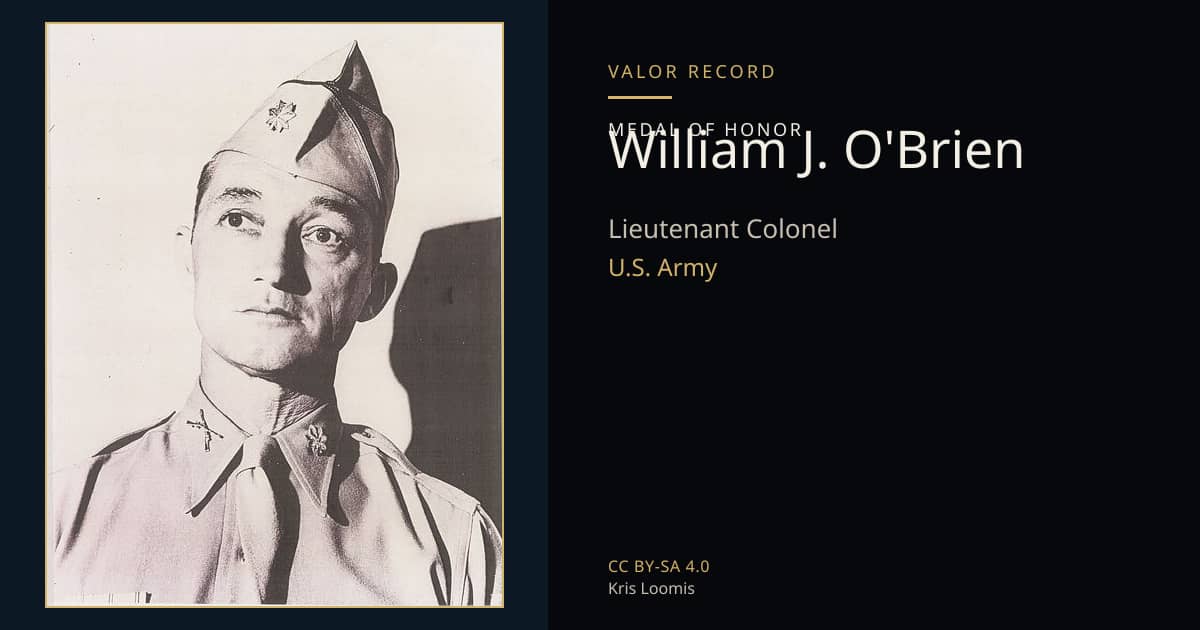 VALOR RECORD
MEDAL OF HONOR
William J. O'Brien
Lieutenant Colonel
U.S. Army
CC BY-SA 4.0
Kris Loomis